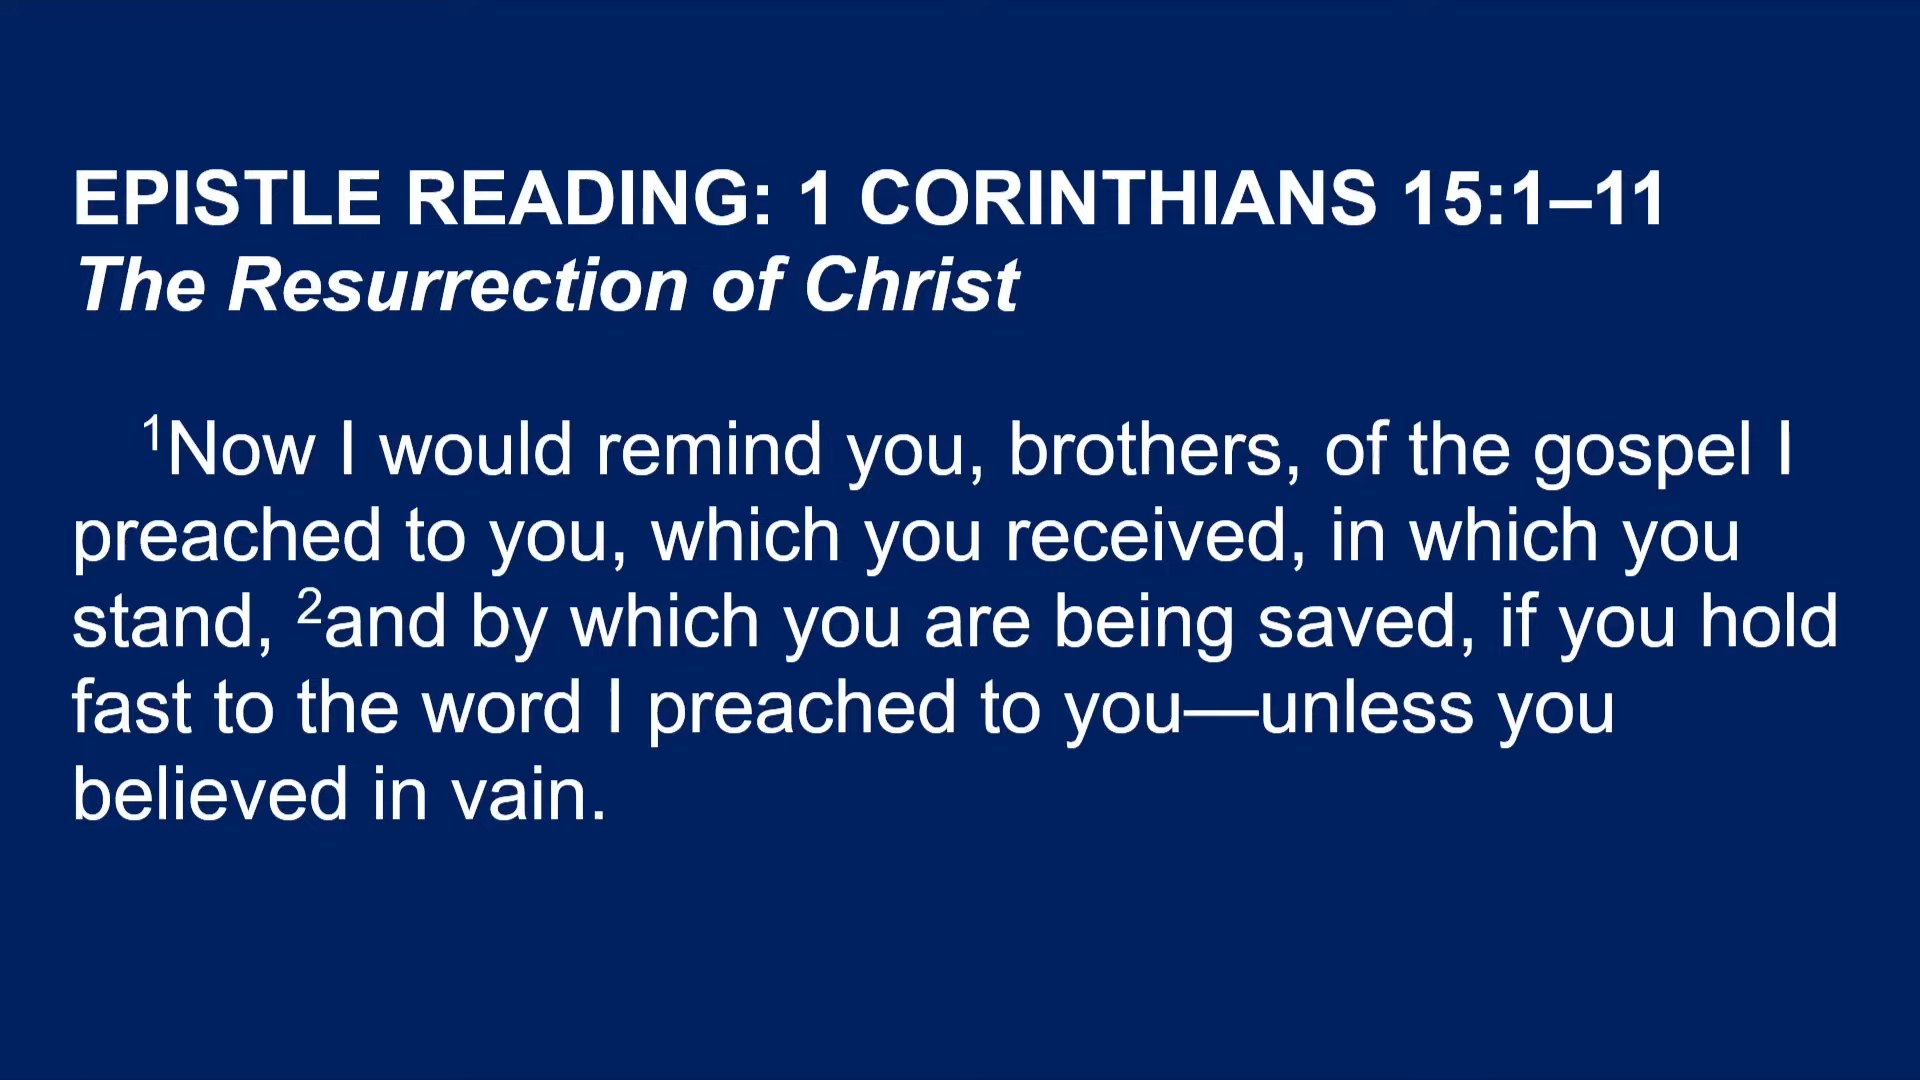 EPISTLE READING: 1 CORINTHIANS 15:1–11
The Resurrection of Christ
¹Now I would remind you, brothers, of the gospel I
preached to you, which you received, in which you
stand, ²and by which you are being saved, if you hold
fast to the word I preached to you—unless you
believed in vain.